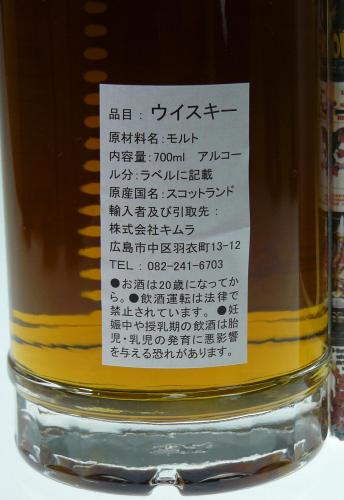 品目：ウイスキー
原材料名：モルト
内容量：700ml　アルコー
ル分：ラベルに記載
原産国名：スコットランド
輸入者及び引取先：
株式会社キムラ
広島市中区羽衣町13-12
TEL：082-241-6703
●お酒は20歳になってか
ら。●飲酒運転は法律で
禁止されています。●妊
娠中や授乳期の飲酒は胎
児・乳児の発育に悪影響
を与える恐れがあります。